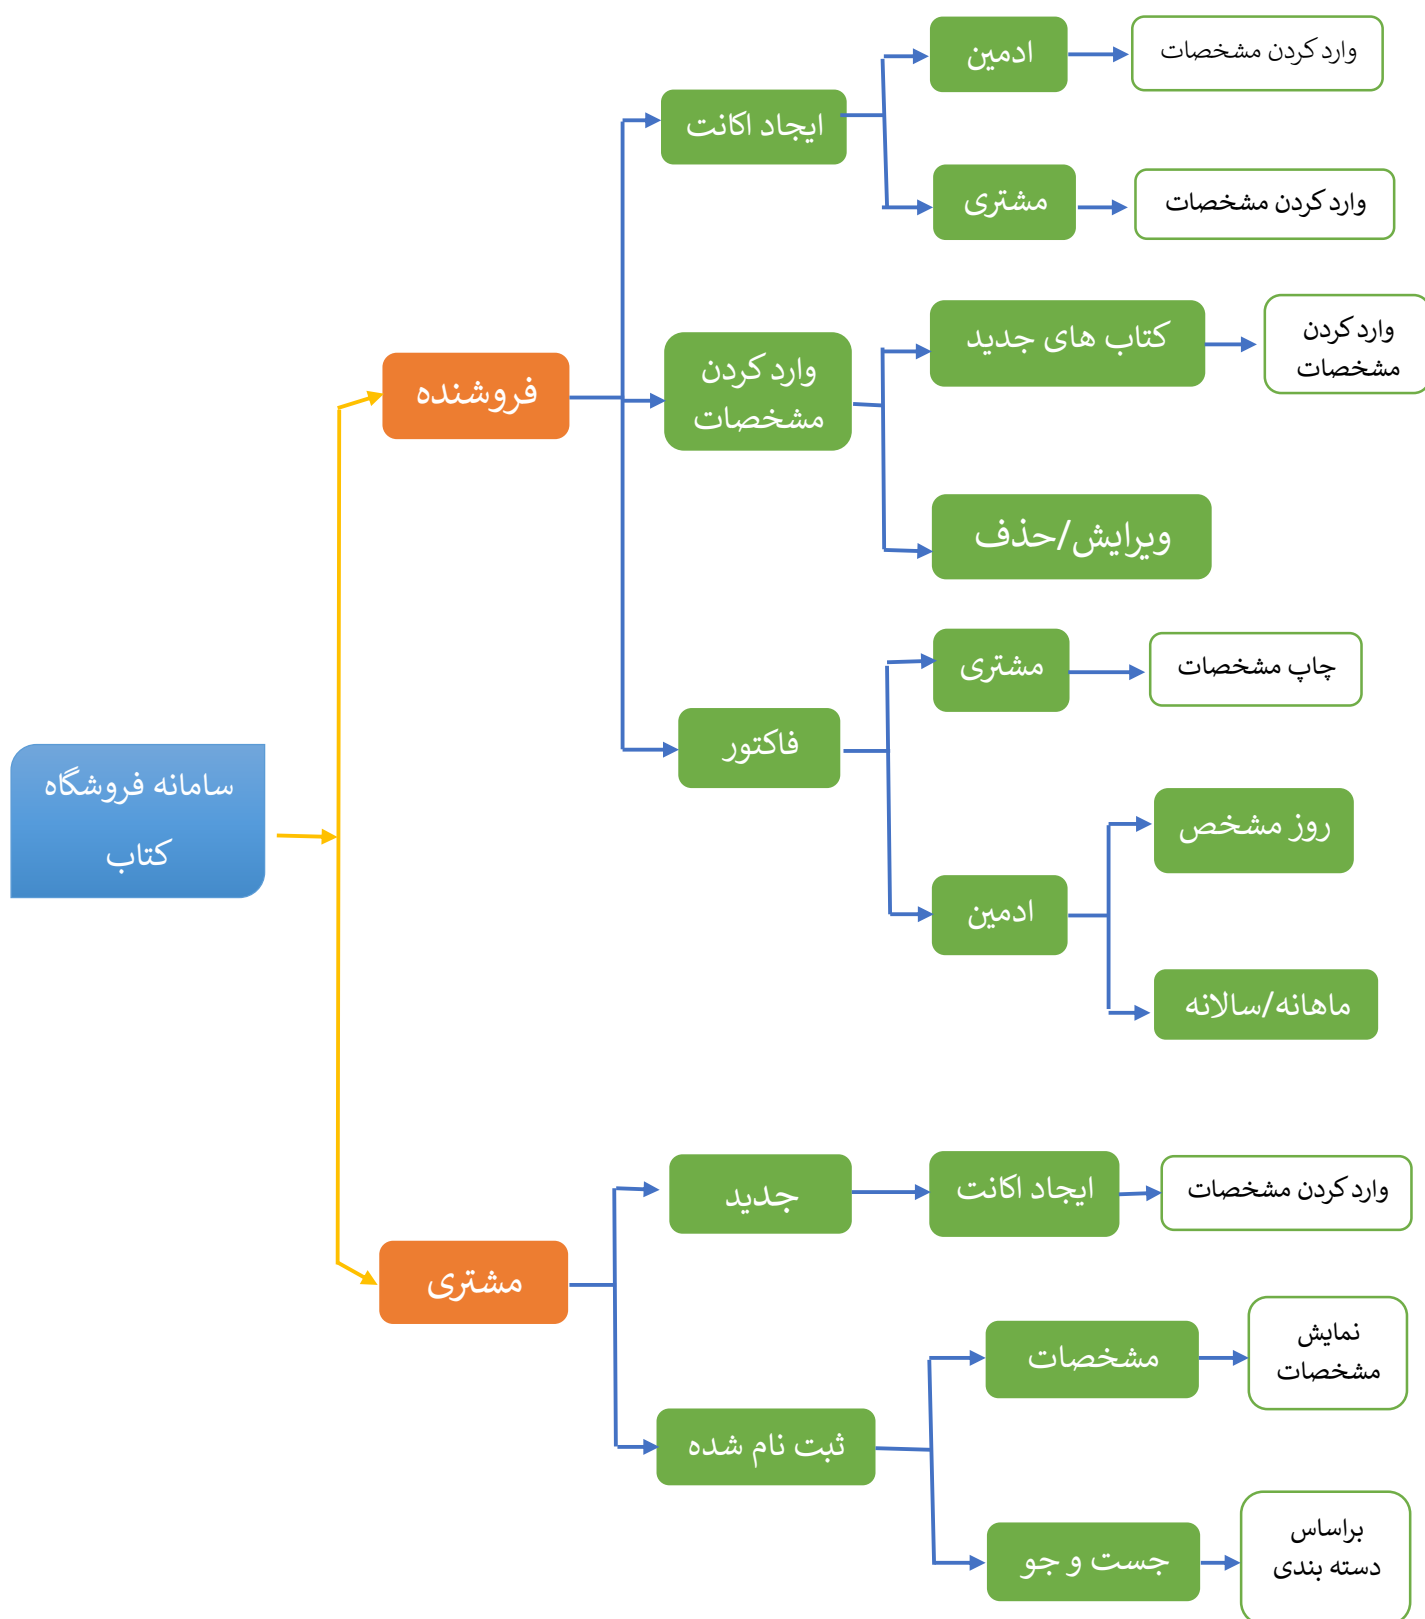 ادمین
وارد کردن مشخصات
ایجاد اکانت
مشتری
وارد کردن مشخصات
کتاب های جدید
وارد کردن
مشخصات
فروشنده
وارد کردن
مشخصات
ویرایش/حذف
مشتری
چاپ مشخصات
فاکتور
سامانه فروشگاه
کتاب
روز مشخص
ادمین
ماهانه/سالانه
جدید
ایجاد اکانت
وارد کردن مشخصات
مشتری
مشخصات
نمایش
مشخصات
ثبت نام شده
جست و جو
براساس
دسته بندی